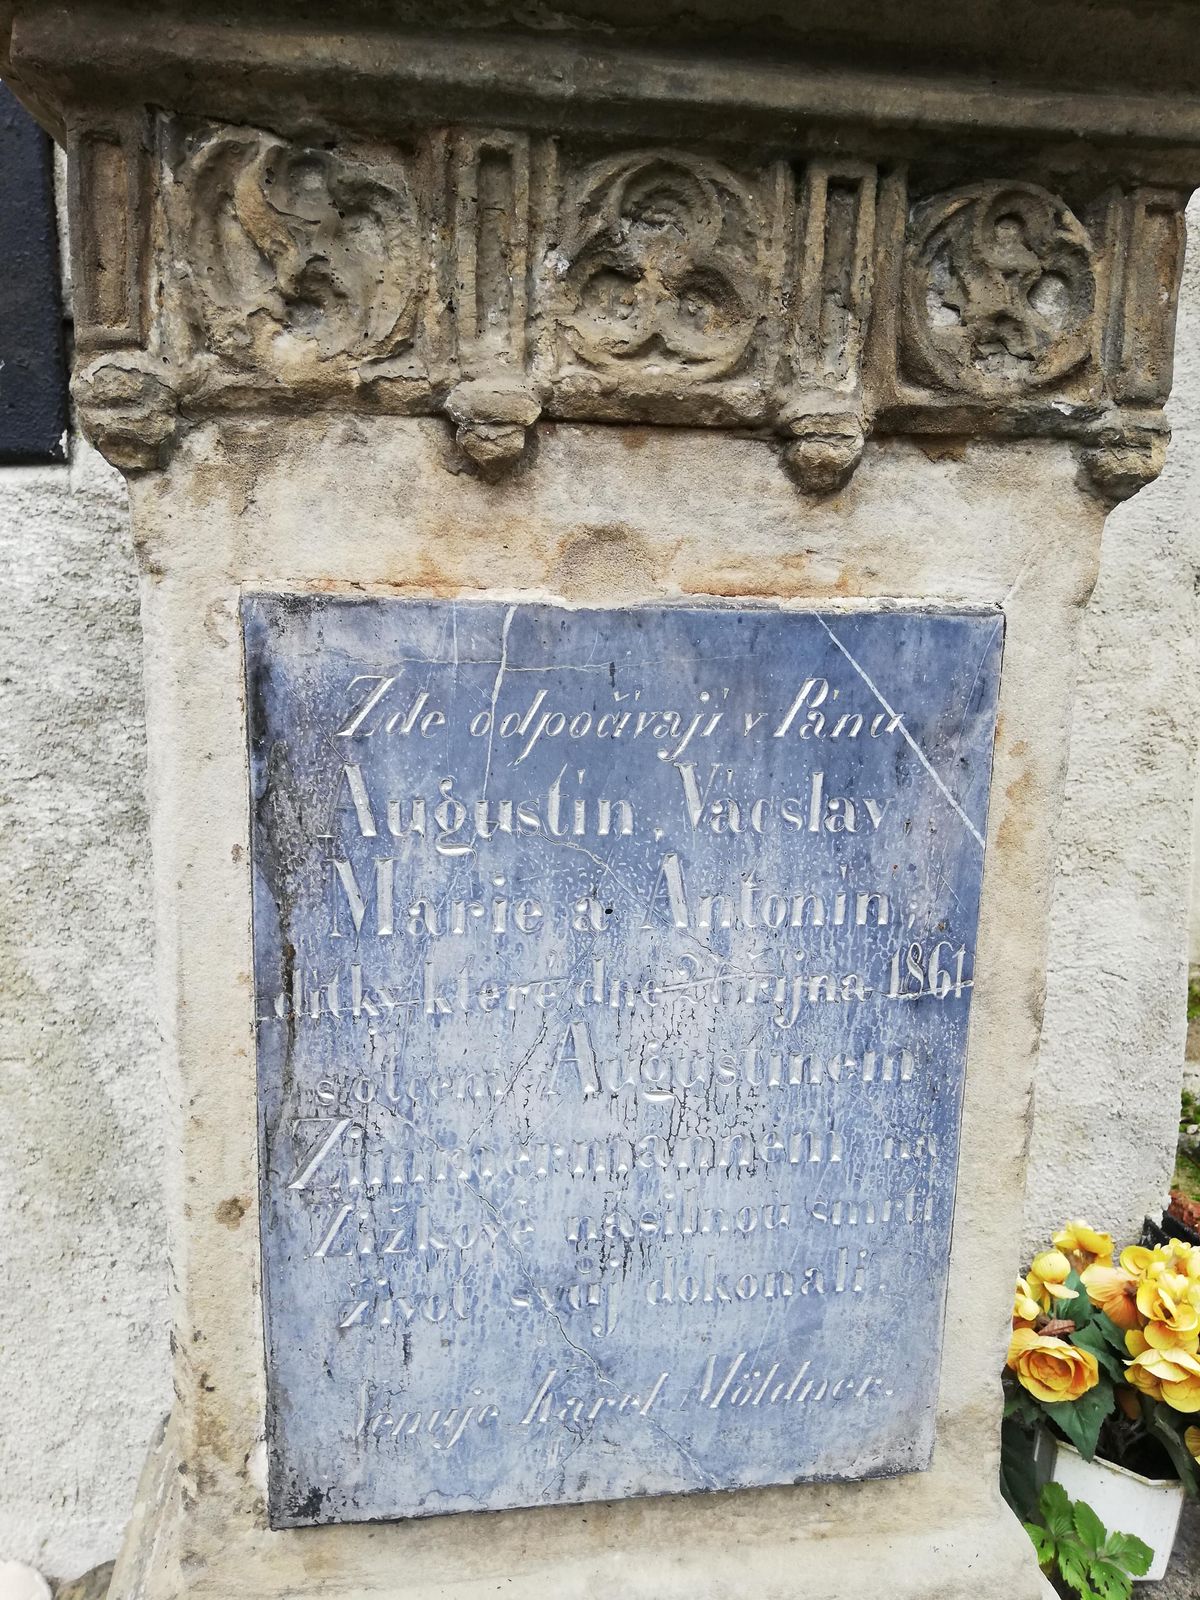 Zde odpočívají v Pánu
Augustin, Vácslav,
Marie a Antonín,
dítky které dne října 1861
s otcem Augustinem
Zimmermannem na
Žižkově násilnou smrtí
život svůj dokonali.
Věnuje Karel Möldner.